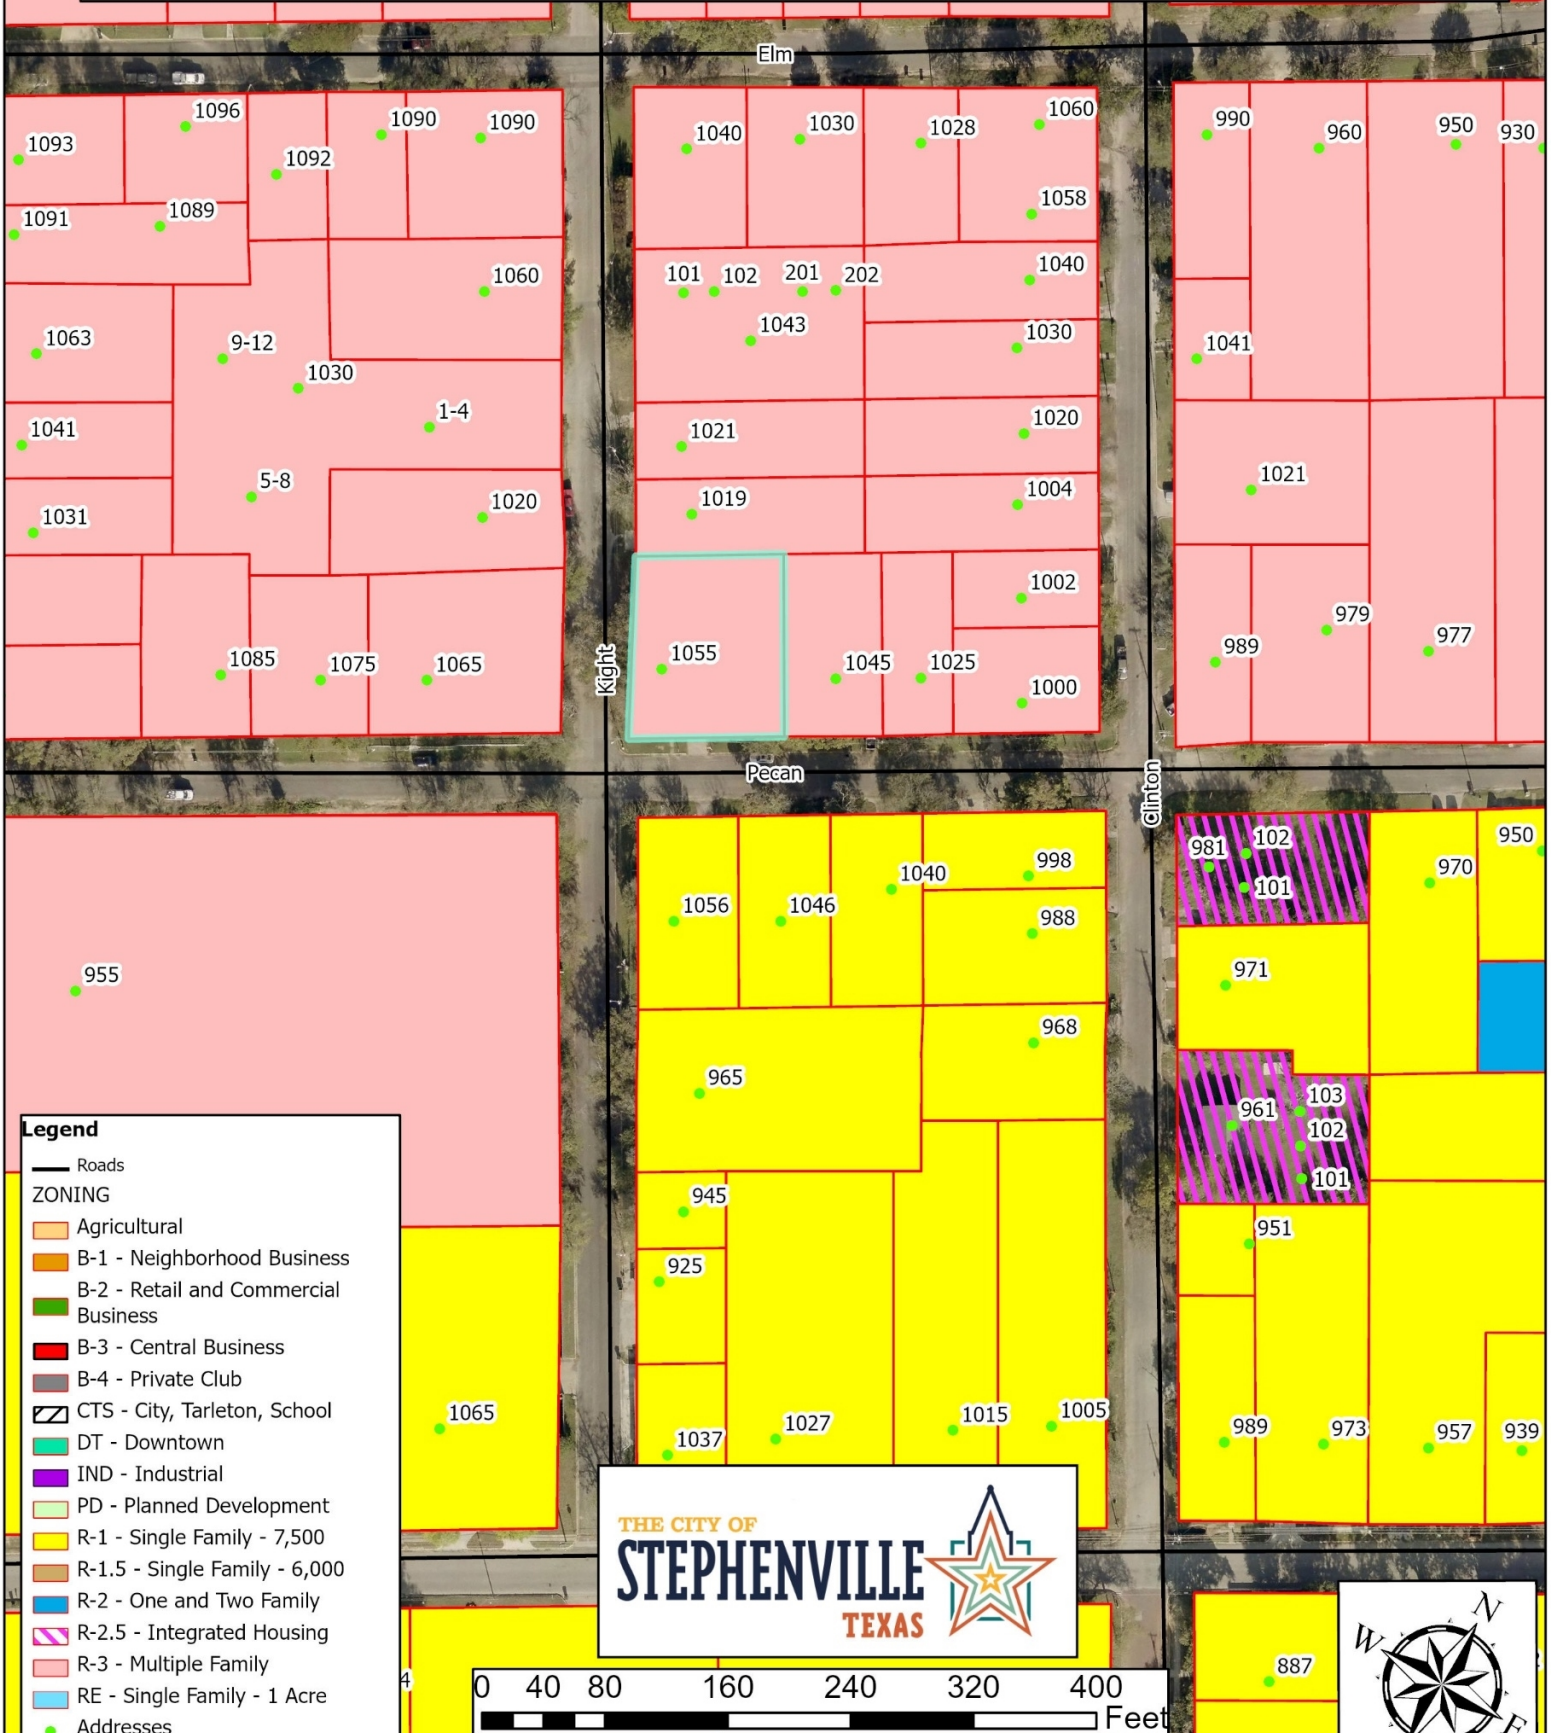 Elm
1093
1096
1092
1090
1090
1091
1089
1060
1063
9-12
1030
1-4
1041
5-8
1031
1020
1085
1075
1065
Kight
1040
1030
1028
1060
1058
101
102
201
202
1043
1040
1030
1021
1020
1019
1004
1002
1055
1045
1025
1000
990
960
950
930
1041
1021
989
979
977
Pecan
Clinton
955
1065
1056
1046
1040
998
988
965
968
945
925
1037
1027
1015
1005
981
102
101
970
950
971
961
103
102
101
951
989
973
957
939
887
4
Legend
Roads
ZONING
Agricultural
B-1 - Neighborhood Business
B-2 - Retail and Commercial
Business
B-3 - Central Business
B-4 - Private Club
CTS - City, Tarleton, School
DT - Downtown
IND - Industrial
PD - Planned Development
R-1 - Single Family - 7,500
R-1.5 - Single Family - 6,000
R-2 - One and Two Family
R-2.5 - Integrated Housing
R-3 - Multiple Family
RE - Single Family - 1 Acre
Addresses
THE CITY OF
STEPHENVILLE
TEXAS
0 40 80 160 240 320 400
Feet
N
W
E